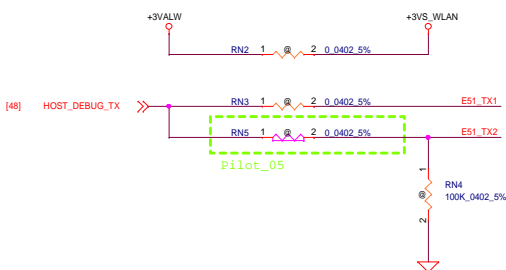 +3VALW +3VS_WLAN
RN2 1 @ 2 0_0402_5%
[48] HOST_DEBUG_TX RN3 1 @ 2 0_0402_5% E51_TX1
RN5 1 @ 2 0_0402_5% E51_TX2
Pilot_05
1
@ RN4
100K_0402_5%
2